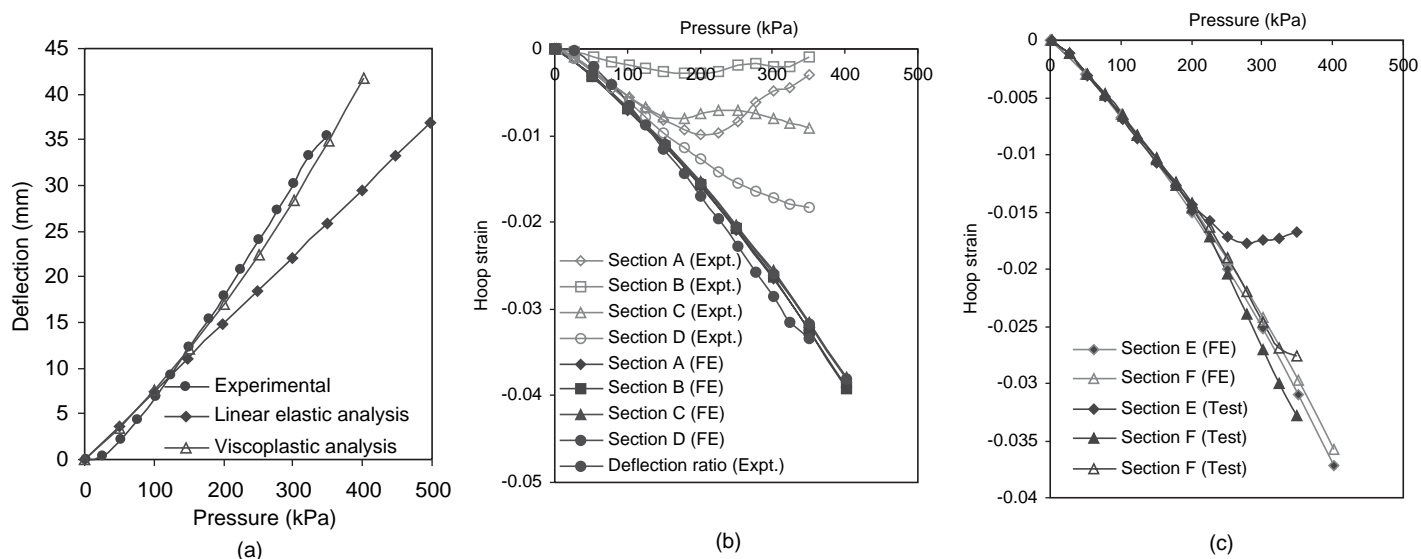 45
40
35
30
25
20
15
10
5
0
Deflection (mm)
Experimental
Linear elastic analysis
Viscoplastic analysis
0 100 200 300 400 500
Pressure (kPa)
(a)
Pressure (kPa)
0 100 200 300 400 500
0
-0.01
-0.02
-0.03
-0.04
-0.05
Hoop strain
Section A (Expt.)
Section B (Expt.)
Section C (Expt.)
Section D (Expt.)
Section A (FE)
Section B (FE)
Section C (FE)
Section D (FE)
Deflection ratio (Expt.)
(b)
Pressure (kPa)
0 100 200 300 400 500
0
-0.005
-0.01
-0.015
-0.02
-0.025
-0.03
-0.035
-0.04
Hoop strain
Section E (FE)
Section F (FE)
Section E (Test)
Section F (Test)
Section F (Test)
(c)